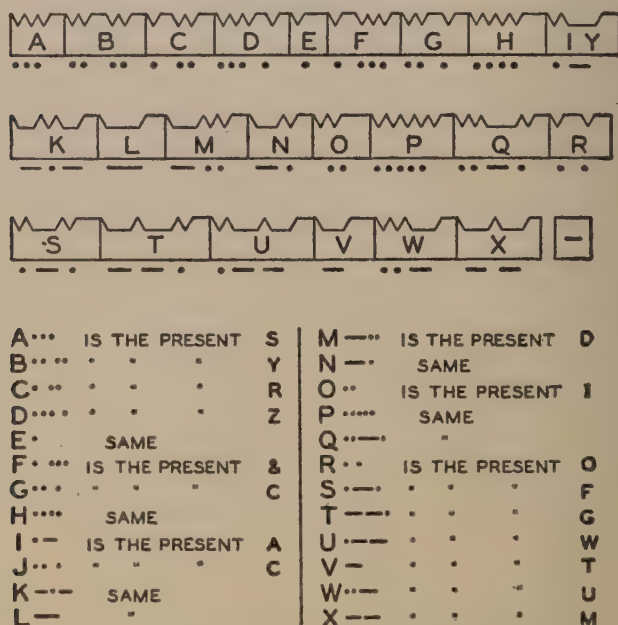 A B C D E F G H I Y
K L M N O P Q R
S T U V W X –
A ··· IS THE PRESENT S
B ·· ·· " " " Y
C · ·· " " " R
D ··· · " " " Z
E · SAME
F · ··· IS THE PRESENT &
G ·· · " " " C
H ···· SAME
I ·— IS THE PRESENT A
J ·· · " " " C
K —·— SAME
L — "
M —·· IS THE PRESENT D
N —· SAME
O ·· IS THE PRESENT I
P ····· SAME
Q ··—· "
R · · IS THE PRESENT O
S ·—· " " " F
T ——· " " " G
U ·—— " " " W
V — " " " T
W ··— " " " U
X —— " " " M